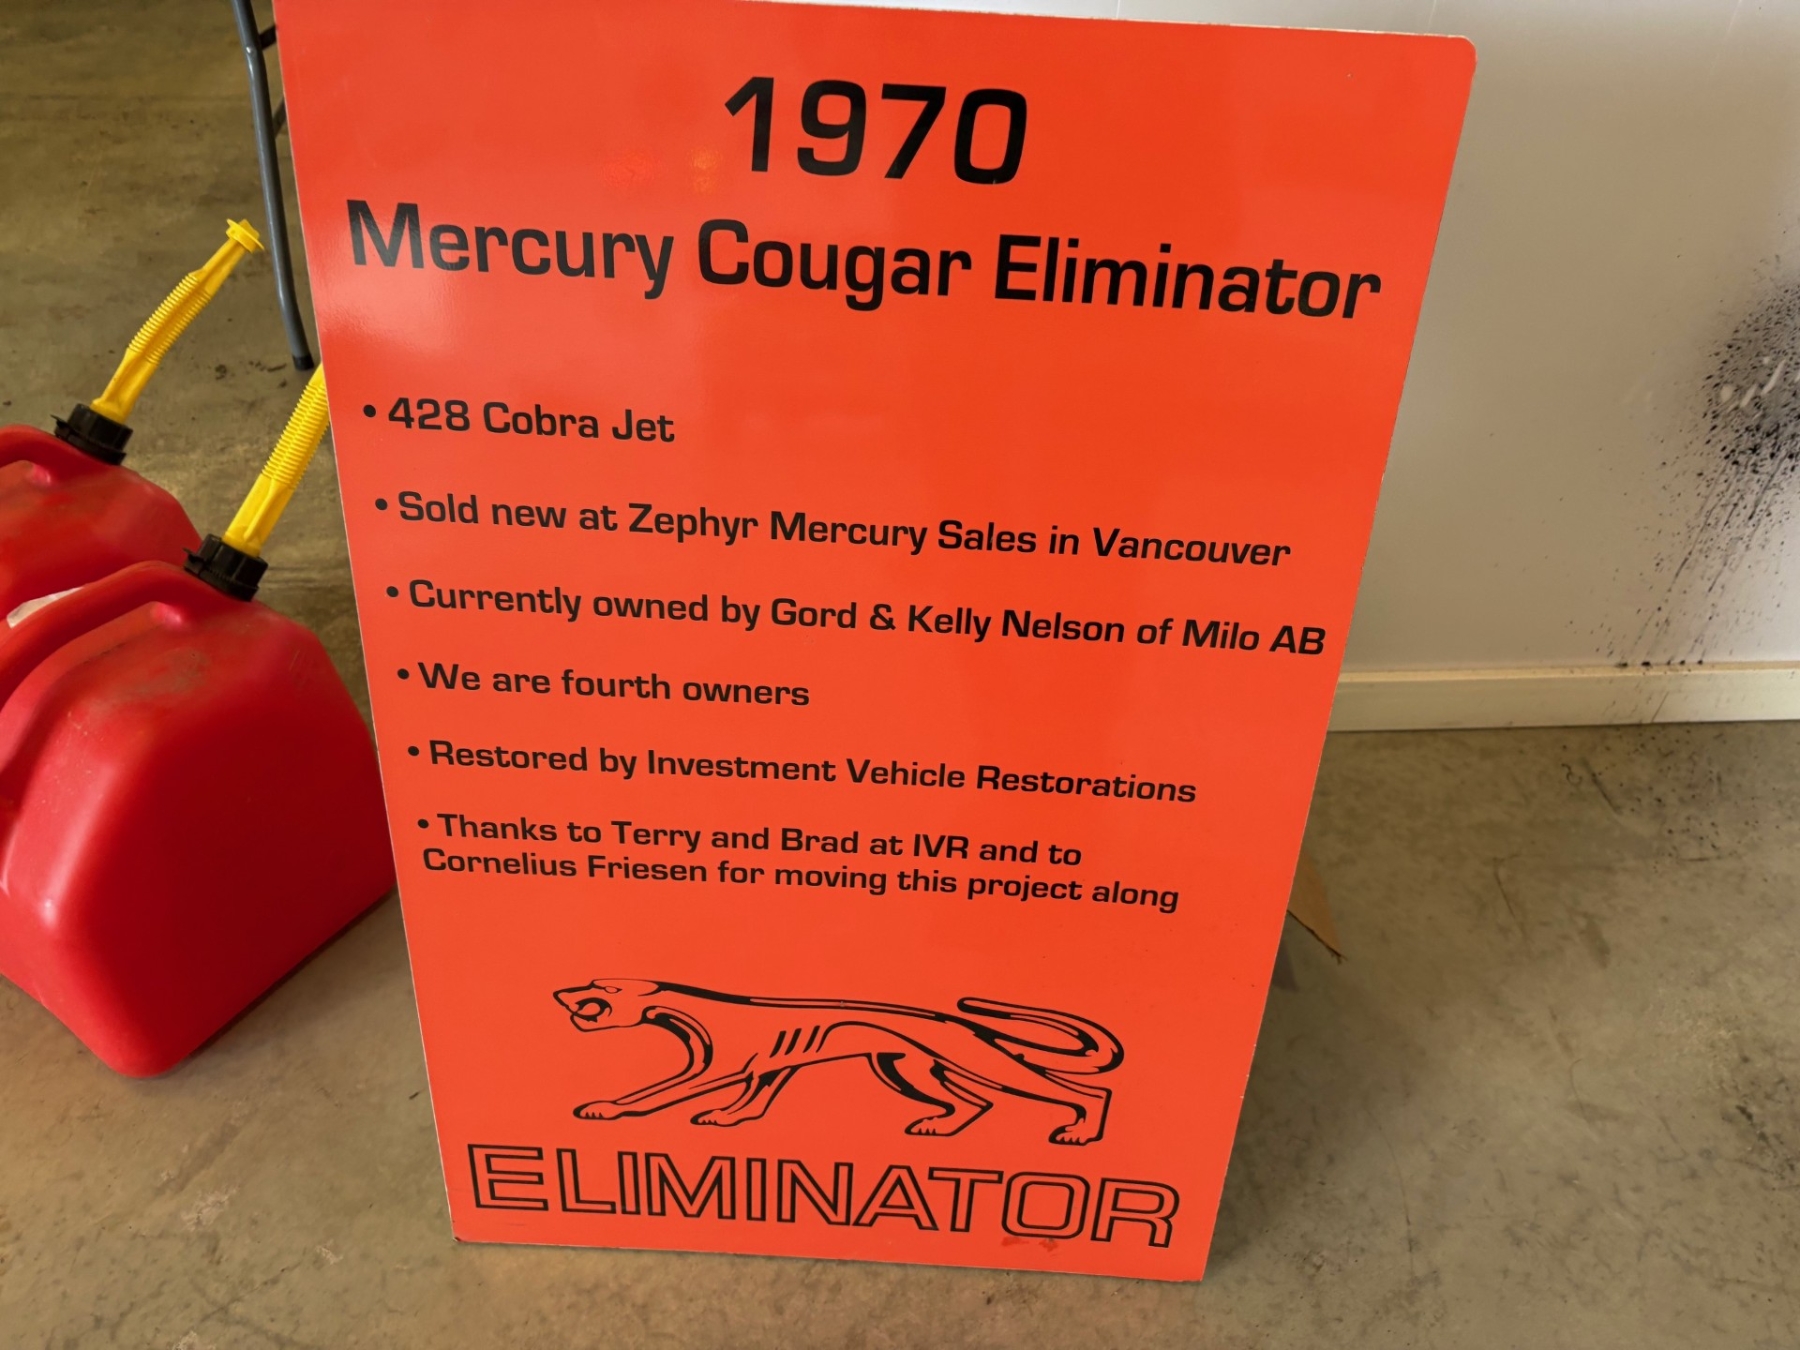 1970
Mercury Cougar Eliminator
• 428 Cobra Jet
• Sold new at Zephyr Mercury Sales in Vancouver
• Currently owned by Gord & Kelly Nelson of Milo AB
• We are fourth owners
• Restored by Investment Vehicle Restorations
• Thanks to Terry and Brad at IVR and to
Cornelius Friesen for moving this project along
ELIMINATOR